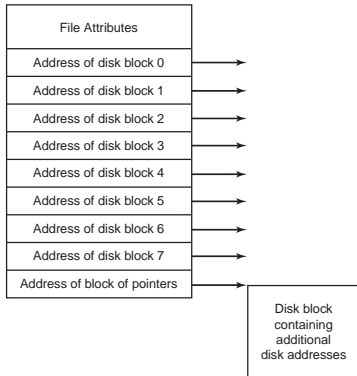 File Attributes
Address of disk block 0
Address of disk block 1
Address of disk block 2
Address of disk block 3
Address of disk block 4
Address of disk block 5
Address of disk block 6
Address of disk block 7
Address of block of pointers
Disk block
containing
additional
disk addresses